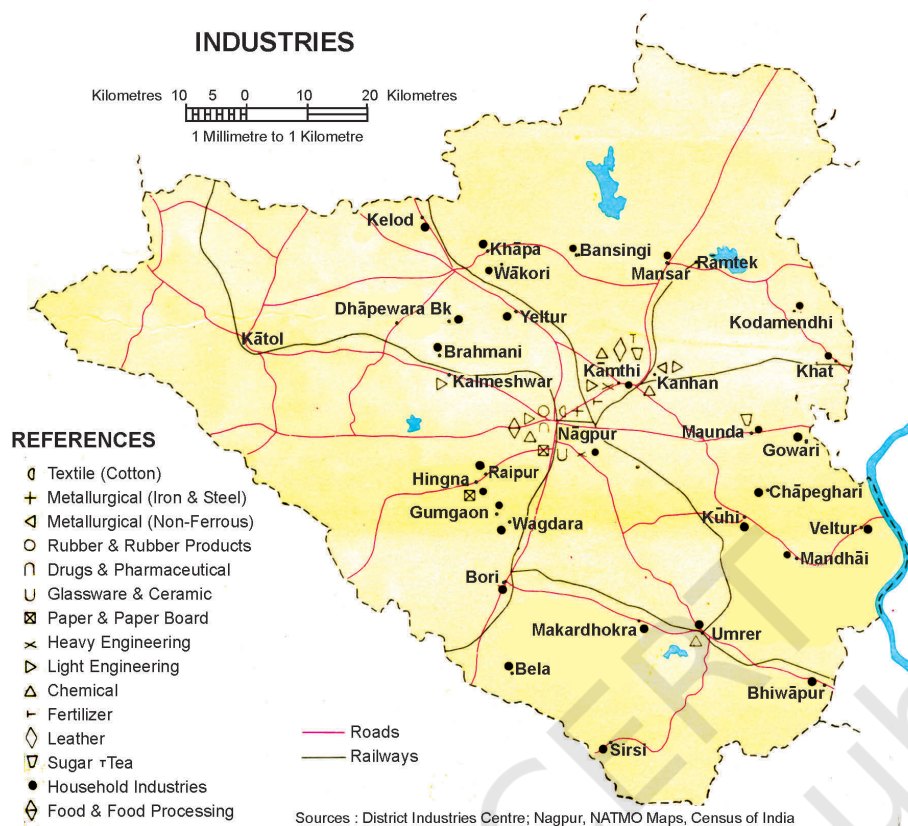 INDUSTRIES
Kilometres 10 5 0 10 20 Kilometres
1 Millimetre to 1 Kilometre
Kelod
Khāpa
Bansingi
Wākori
Mansar
Rāmtek
Dhāpewara Bk
Yeltur
Kodamendhi
Kātol
Brahmani
Kalmeshwar
Kāmthi
Kanhan
Khat
Nāgpur
Maunda
Gowari
Hingna
Raipur
Gumgaon
Wagdara
Chāpeghari
Kūhi
Veltur
Mandhāi
Bori
Makardhokra
Umrer
Bela
Bhiwāpur
Sirsi
REFERENCES
Textile (Cotton)
Metallurgical (Iron & Steel)
Metallurgical (Non-Ferrous)
Rubber & Rubber Products
Drugs & Pharmaceutical
Glassware & Ceramic
Paper & Paper Board
Heavy Engineering
Light Engineering
Chemical
Fertilizer
Leather
Sugar Tea
Household Industries
Food & Food Processing
Roads
Railways
Sources : District Industries Centre; Nagpur, NATMO Maps, Census of India